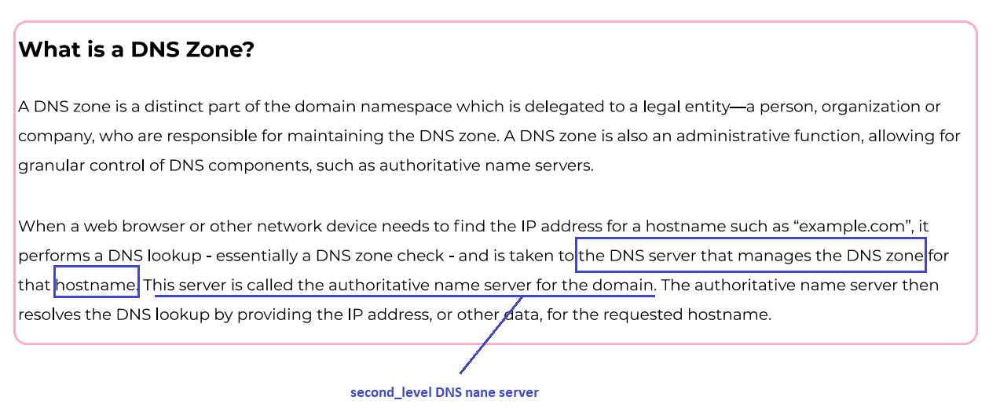 What is a DNS Zone?
A DNS zone is a distinct part of the domain namespace which is delegated to a legal entity—a person, organization or
company, who are responsible for maintaining the DNS zone. A DNS zone is also an administrative function, allowing for
granular control of DNS components, such as authoritative name servers.
When a web browser or other network device needs to find the IP address for a hostname such as “example.com”, it
performs a DNS lookup - essentially a DNS zone check - and is taken to the DNS server that manages the DNS zone for
that hostname. This server is called the authoritative name server for the domain. The authoritative name server then
resolves the DNS lookup by providing the IP address, or other data, for the requested hostname.
second_level DNS nane server